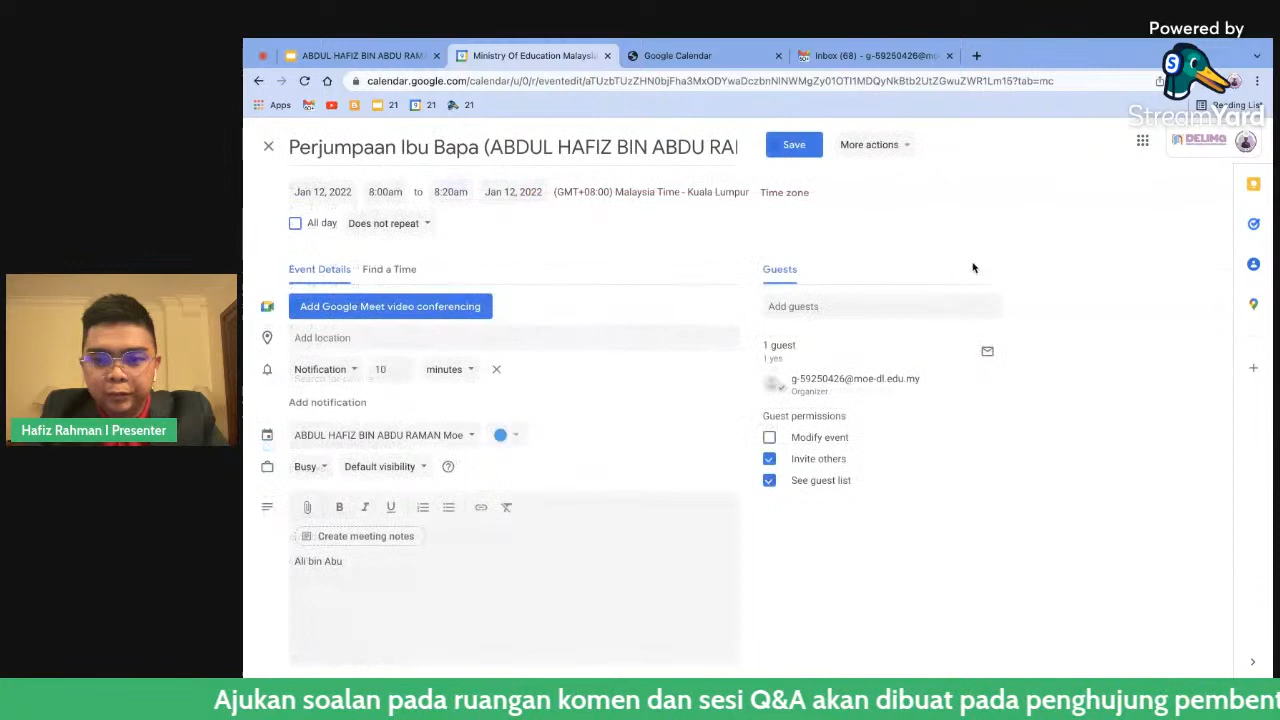 Powered by
StreamYard
ABDUL HAFIZ BIN ABDU RAM
Ministry Of Education Malaysia
Google Calendar
Inbox (68) - g-59250426@mo
calendar.google.com/calendar/u/0/r/eventedit/
?tab=mc
Apps
21
21
21
Reading List
Perjumpaan Ibu Bapa (ABDUL HAFIZ BIN ABDU RAI
Save
More actions
DELIMA
Jan 12, 2022
8:00am
to
8:20am
Jan 12, 2022
(GMT+08:00) Malaysia Time - Kuala Lumpur
Time zone
All day
Does not repeat
Event Details
Find a Time
Guests
Add Google Meet video conferencing
Add guests
Add location
1 guest
1 yes
Notification
10
minutes
g-59250426@moe-dl.edu.my
Organizer
Add notification
Guest permissions
ABDUL HAFIZ BIN ABDU RAMAN Moe
Modify event
Busy
Default visibility
Invite others
See guest list
B I U
Create meeting notes
Ali bin Abu
Hafiz Rahman I Presenter
Ajukan soalan pada ruangan komen dan sesi Q&A akan dibuat pada penghujung pembent